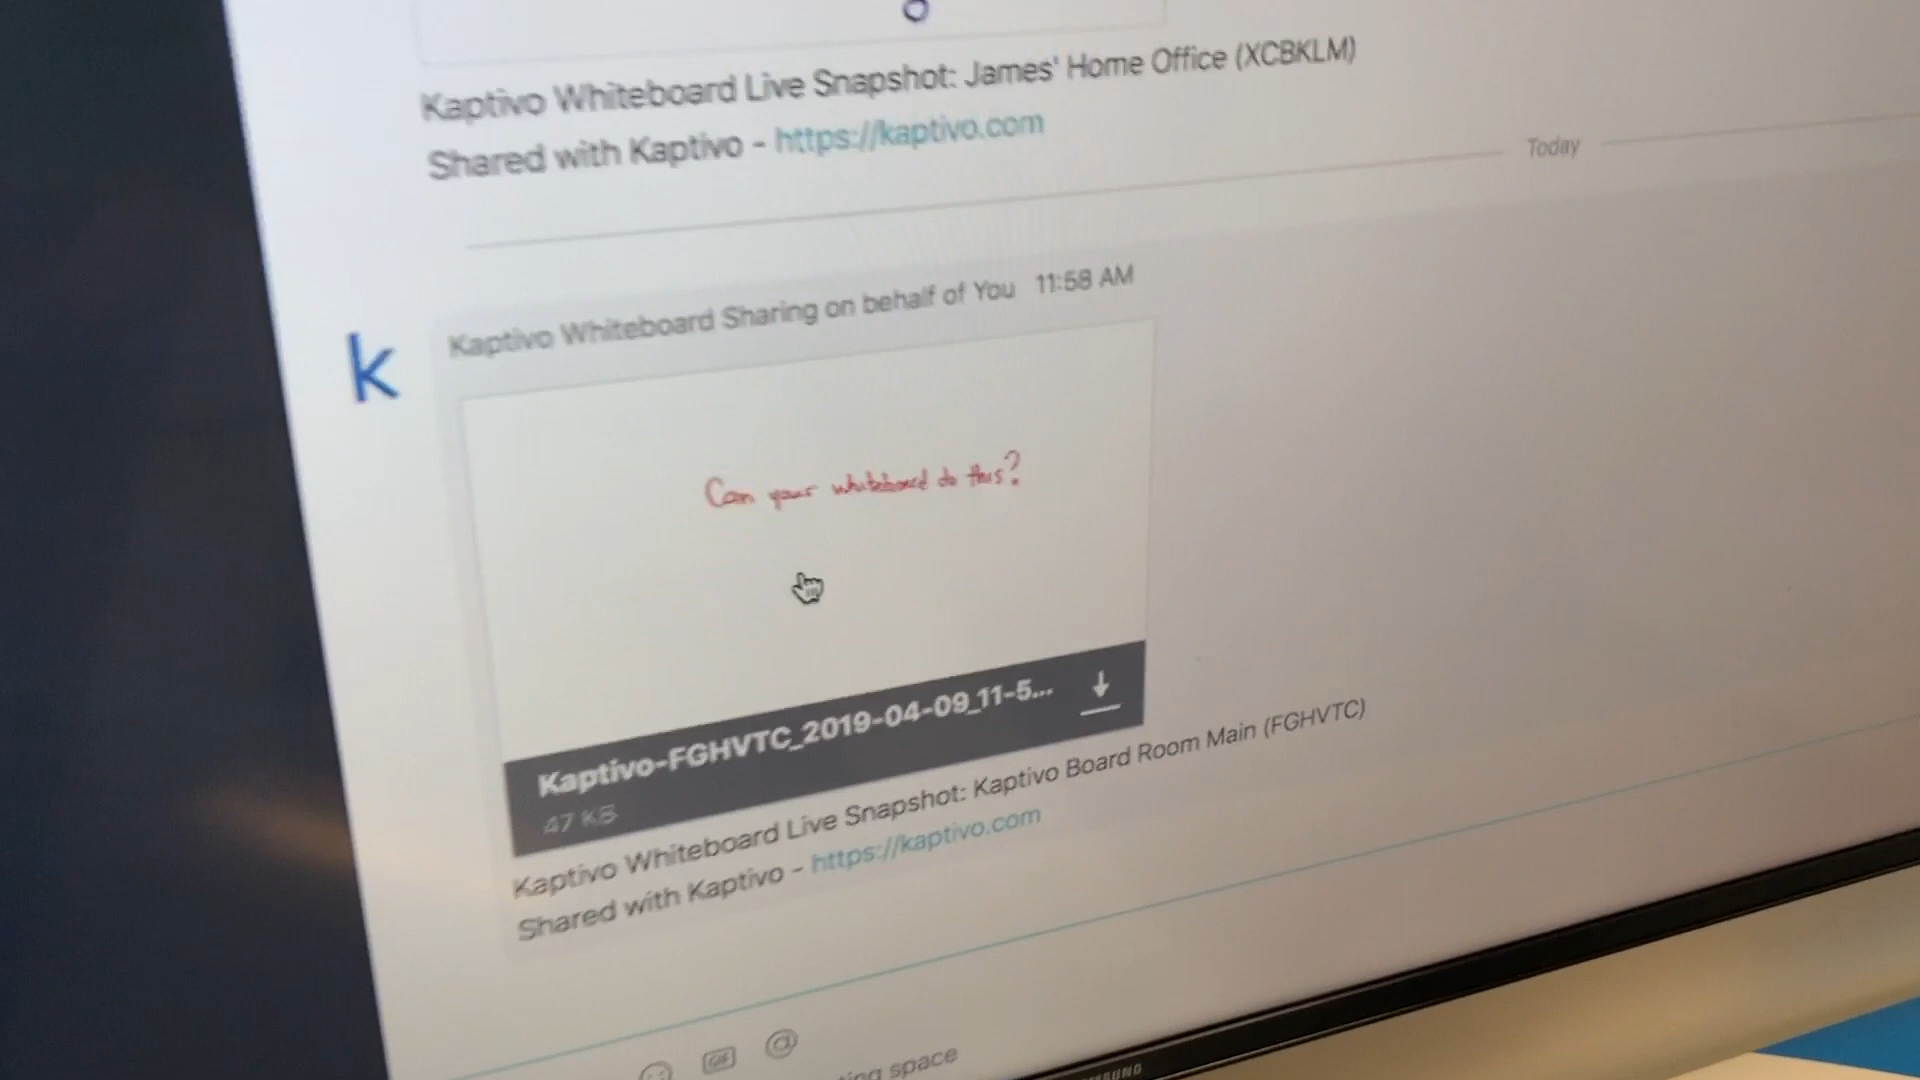 Kaptivo Whiteboard Live Snapshot: James' Home Office (XCBKLM)
Shared with Kaptivo - https://kaptivo.com
Today
Kaptivo Whiteboard Sharing on behalf of You 11:58 AM
k
Can your whiteboard do this?
Kaptivo-FGHVTC_2019-04-09_11-5...
47 KB
Kaptivo Whiteboard Live Snapshot: Kaptivo Board Room Main (FGHVTC)
Shared with Kaptivo - https://kaptivo.com
GIF
@
space